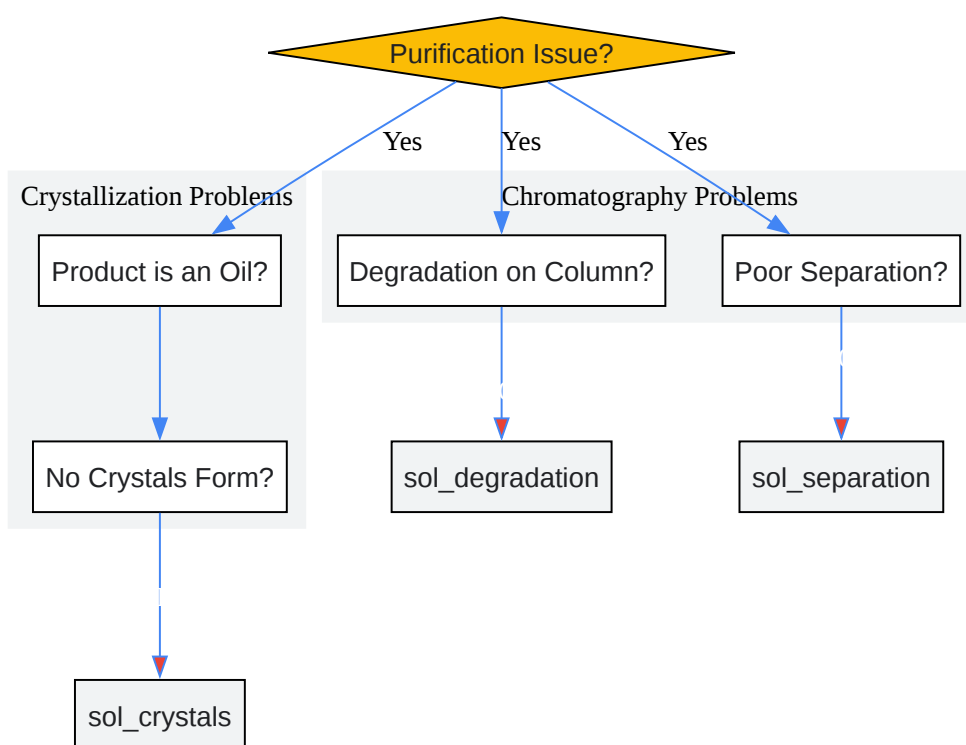 Purification Issue?
Yes
Yes
Yes
Crystallization Problems
Chromatography Problems
Product is an Oil?
Degradation on Column?
Poor Separation?
No Crystals Form?
sol_degradation
sol_separation
sol_crystals